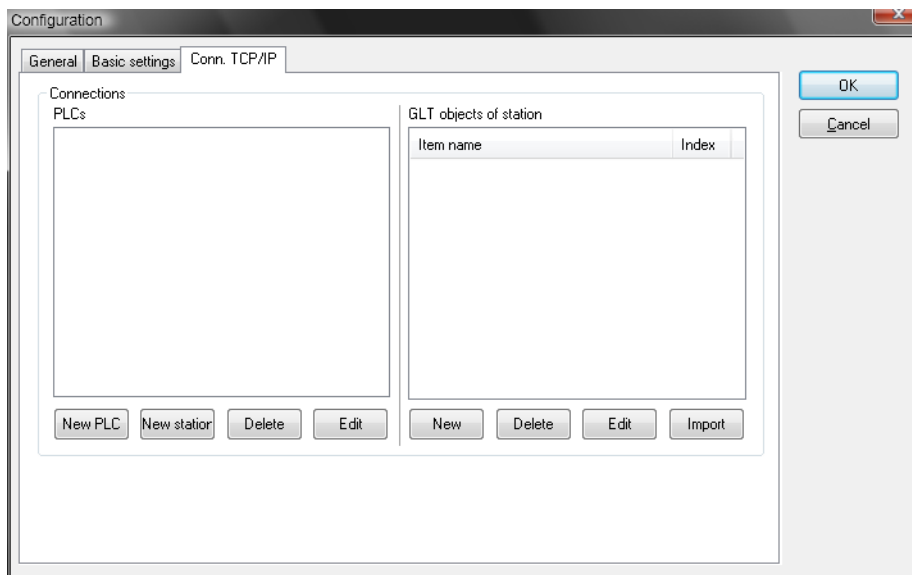 Configuration
General
Basic settings
Conn. TCP/IP
Connections
PLCs
GLT objects of station
Item name
Index
New PLC
New station
Delete
Edit
New
Delete
Edit
Import
OK
Cancel